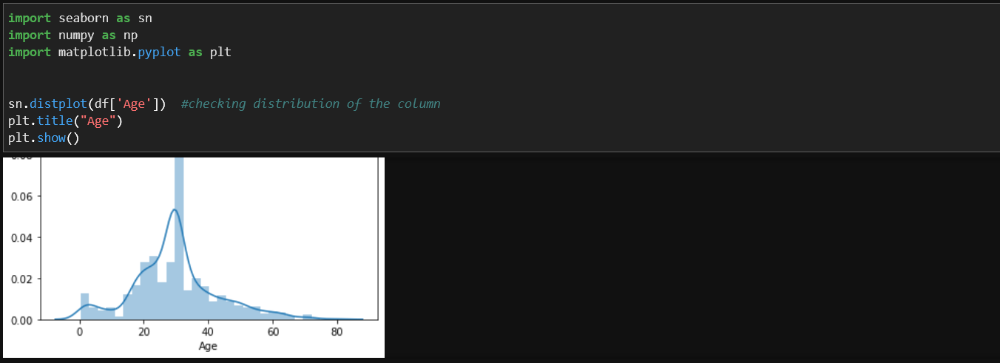 import seaborn as sn
import numpy as np
import matplotlib.pyplot as plt
sn.distplot(df['Age'])  #checking distribution of the column
plt.title("Age")
plt.show()
0.06
0.04
0.02
0.00
0 20 40 60 80
Age